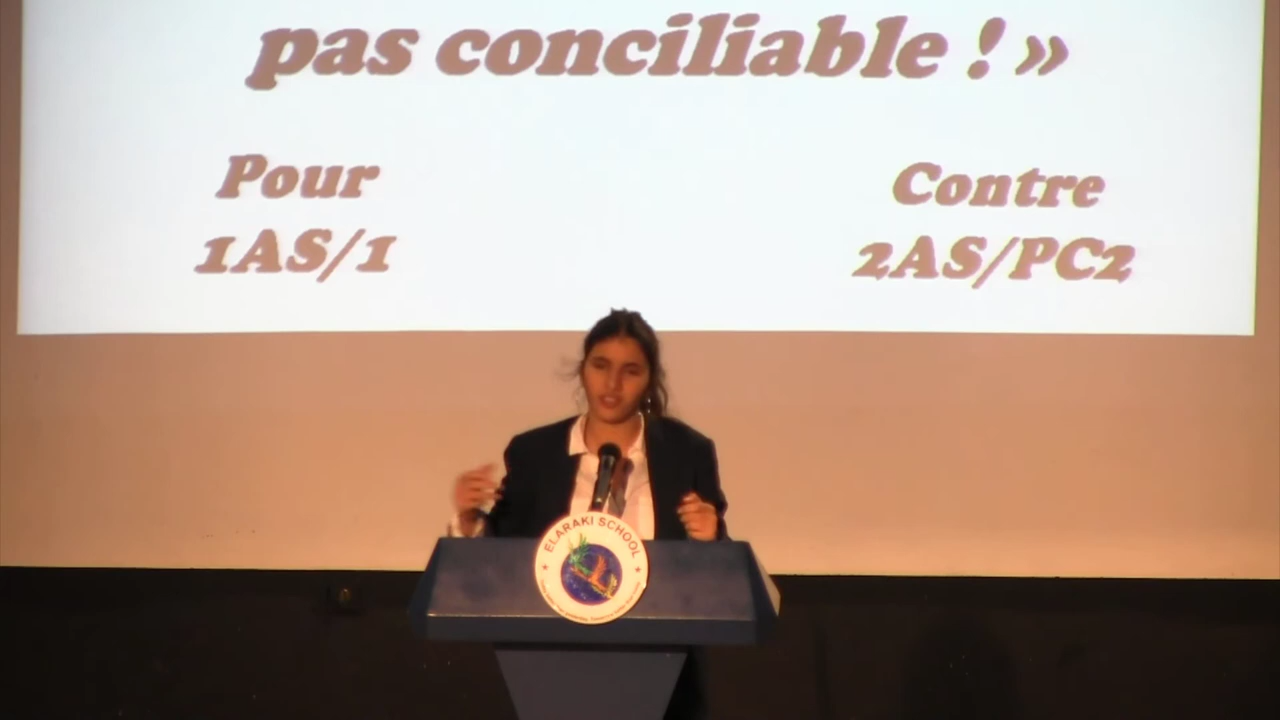 pas conciliable ! »
Pour
Contre
1AS/1
2AS/PC2
ELARAKI SCHOOL